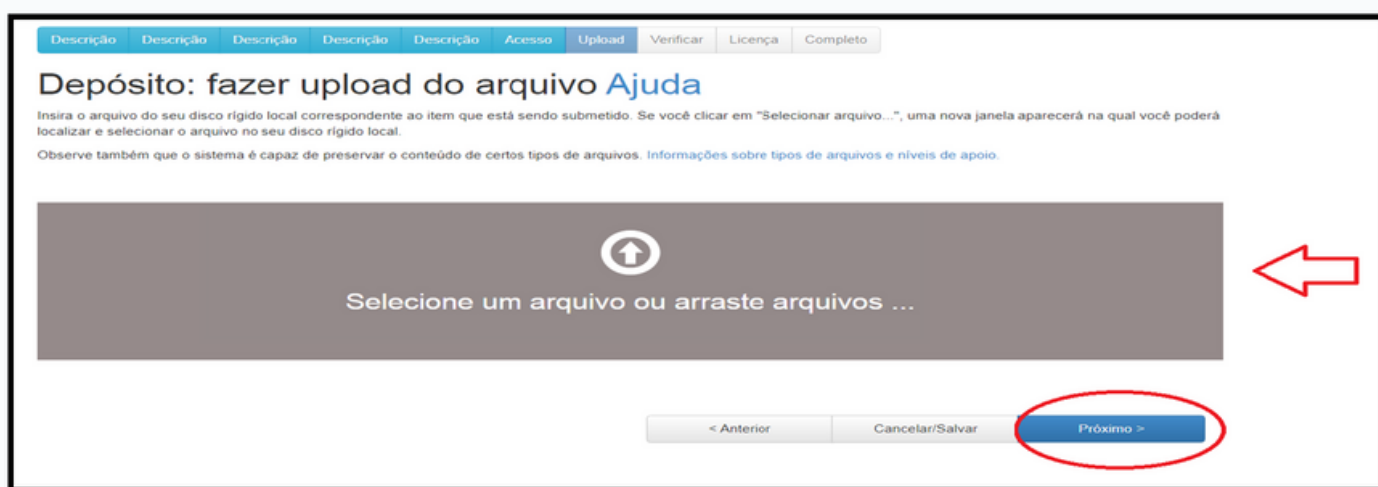 Descrição Descrição Descrição Descrição Descrição Acesso Upload Verificar Licença Completo
Depósito: fazer upload do arquivo Ajuda
Insira o arquivo do seu disco rígido local correspondente ao item que está sendo submetido. Se você clicar em "Selecionar arquivo...", uma nova janela aparecerá na qual você poderá
localizar e selecionar o arquivo no seu disco rígido local.
Observe também que o sistema é capaz de preservar o conteúdo de certos tipos de arquivos. Informações sobre tipos de arquivos e níveis de apoio.
Selecione um arquivo ou arraste arquivos ...
< Anterior Cancelar/Salvar Próximo >